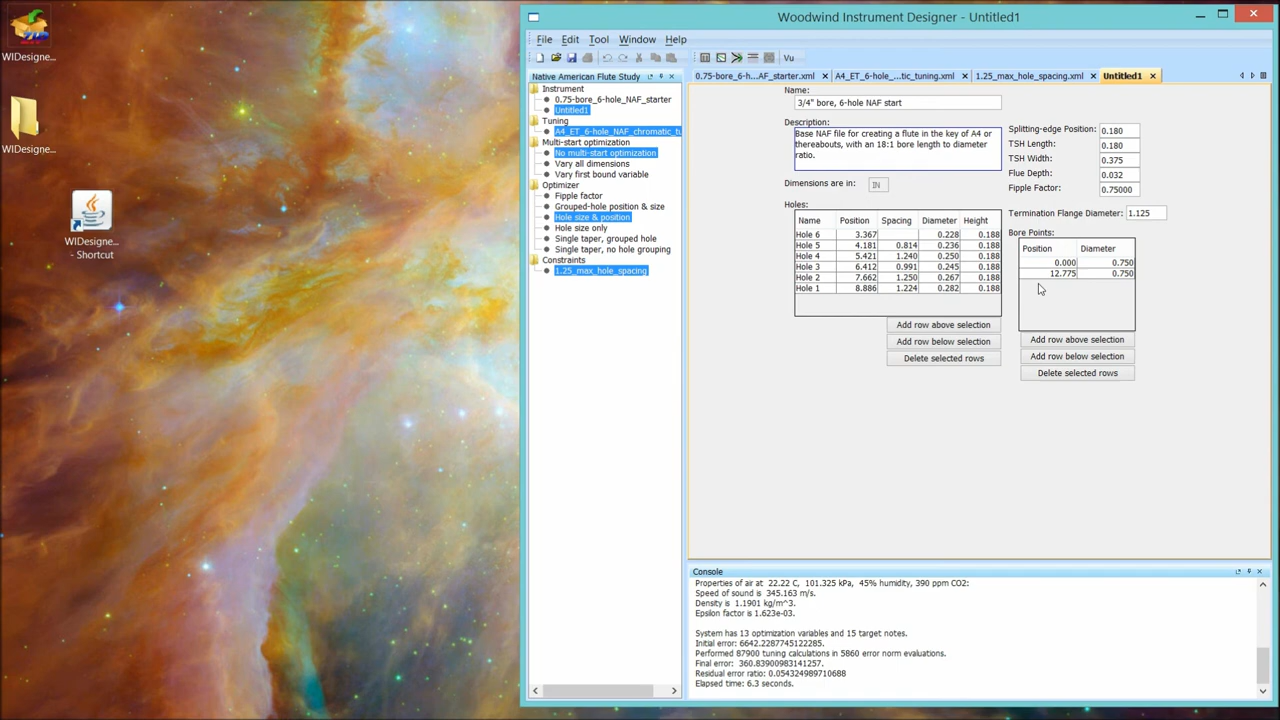 WIDesigne...
WIDesigne...
WIDesigne...
- Shortcut
Woodwind Instrument Designer - Untitled1
File Edit Tool Window Help
Vu
Native American Flute Study
Instrument
0.75-bore_6-hole_NAF_starter
Untitled1
Tuning
A4_ET_6-hole_NAF_chromatic_tu
Multi-start optimization
No multi-start optimization
Vary all dimensions
Vary first bound variable
Optimizer
Fipple factor
Grouped-hole position & size
Hole size & position
Hole size only
Single taper, grouped hole
Single taper, no hole grouping
Constraints
1.25_max_hole_spacing
0.75-bore_6-h...AF_starter.xml A4_ET_6-hole_...tic_tuning.xml 1.25_max_hole_spacing.xml Untitled1
Name:
3/4" bore, 6-hole NAF start
Description:
Base NAF file for creating a flute in the key of A4 or
thereabouts, with an 18:1 bore length to diameter
ratio.
Dimensions are in: IN
Holes:
Name Position Spacing Diameter Height
Hole 6 3.367 0.228 0.188
Hole 5 4.181 0.814 0.236 0.188
Hole 4 5.421 1.240 0.250 0.188
Hole 3 6.412 0.991 0.245 0.188
Hole 2 7.662 1.250 0.267 0.188
Hole 1 8.886 1.224 0.282 0.188
Add row above selection
Add row below selection
Delete selected rows
Splitting-edge Position: 0.180
TSH Length: 0.180
TSH Width: 0.375
Flue Depth: 0.032
Fipple Factor: 0.75000
Termination Flange Diameter: 1.125
Bore Points:
Position Diameter
0.000 0.750
12.775 0.750
Add row above selection
Add row below selection
Delete selected rows
Console
Properties of air at 22.22 C, 101.325 kPa, 45% humidity, 390 ppm CO2:
Speed of sound is 345.163 m/s.
Density is 1.1901 kg/m^3.
Epsilon factor is 1.623e-03.
System has 13 optimization variables and 15 target notes.
Initial error: 6642.2287745122285.
Performed 87900 tuning calculations in 5860 error norm evaluations.
Final error: 360.83900983141257.
Residual error ratio: 0.054324989710688
Elapsed time: 6.3 seconds.